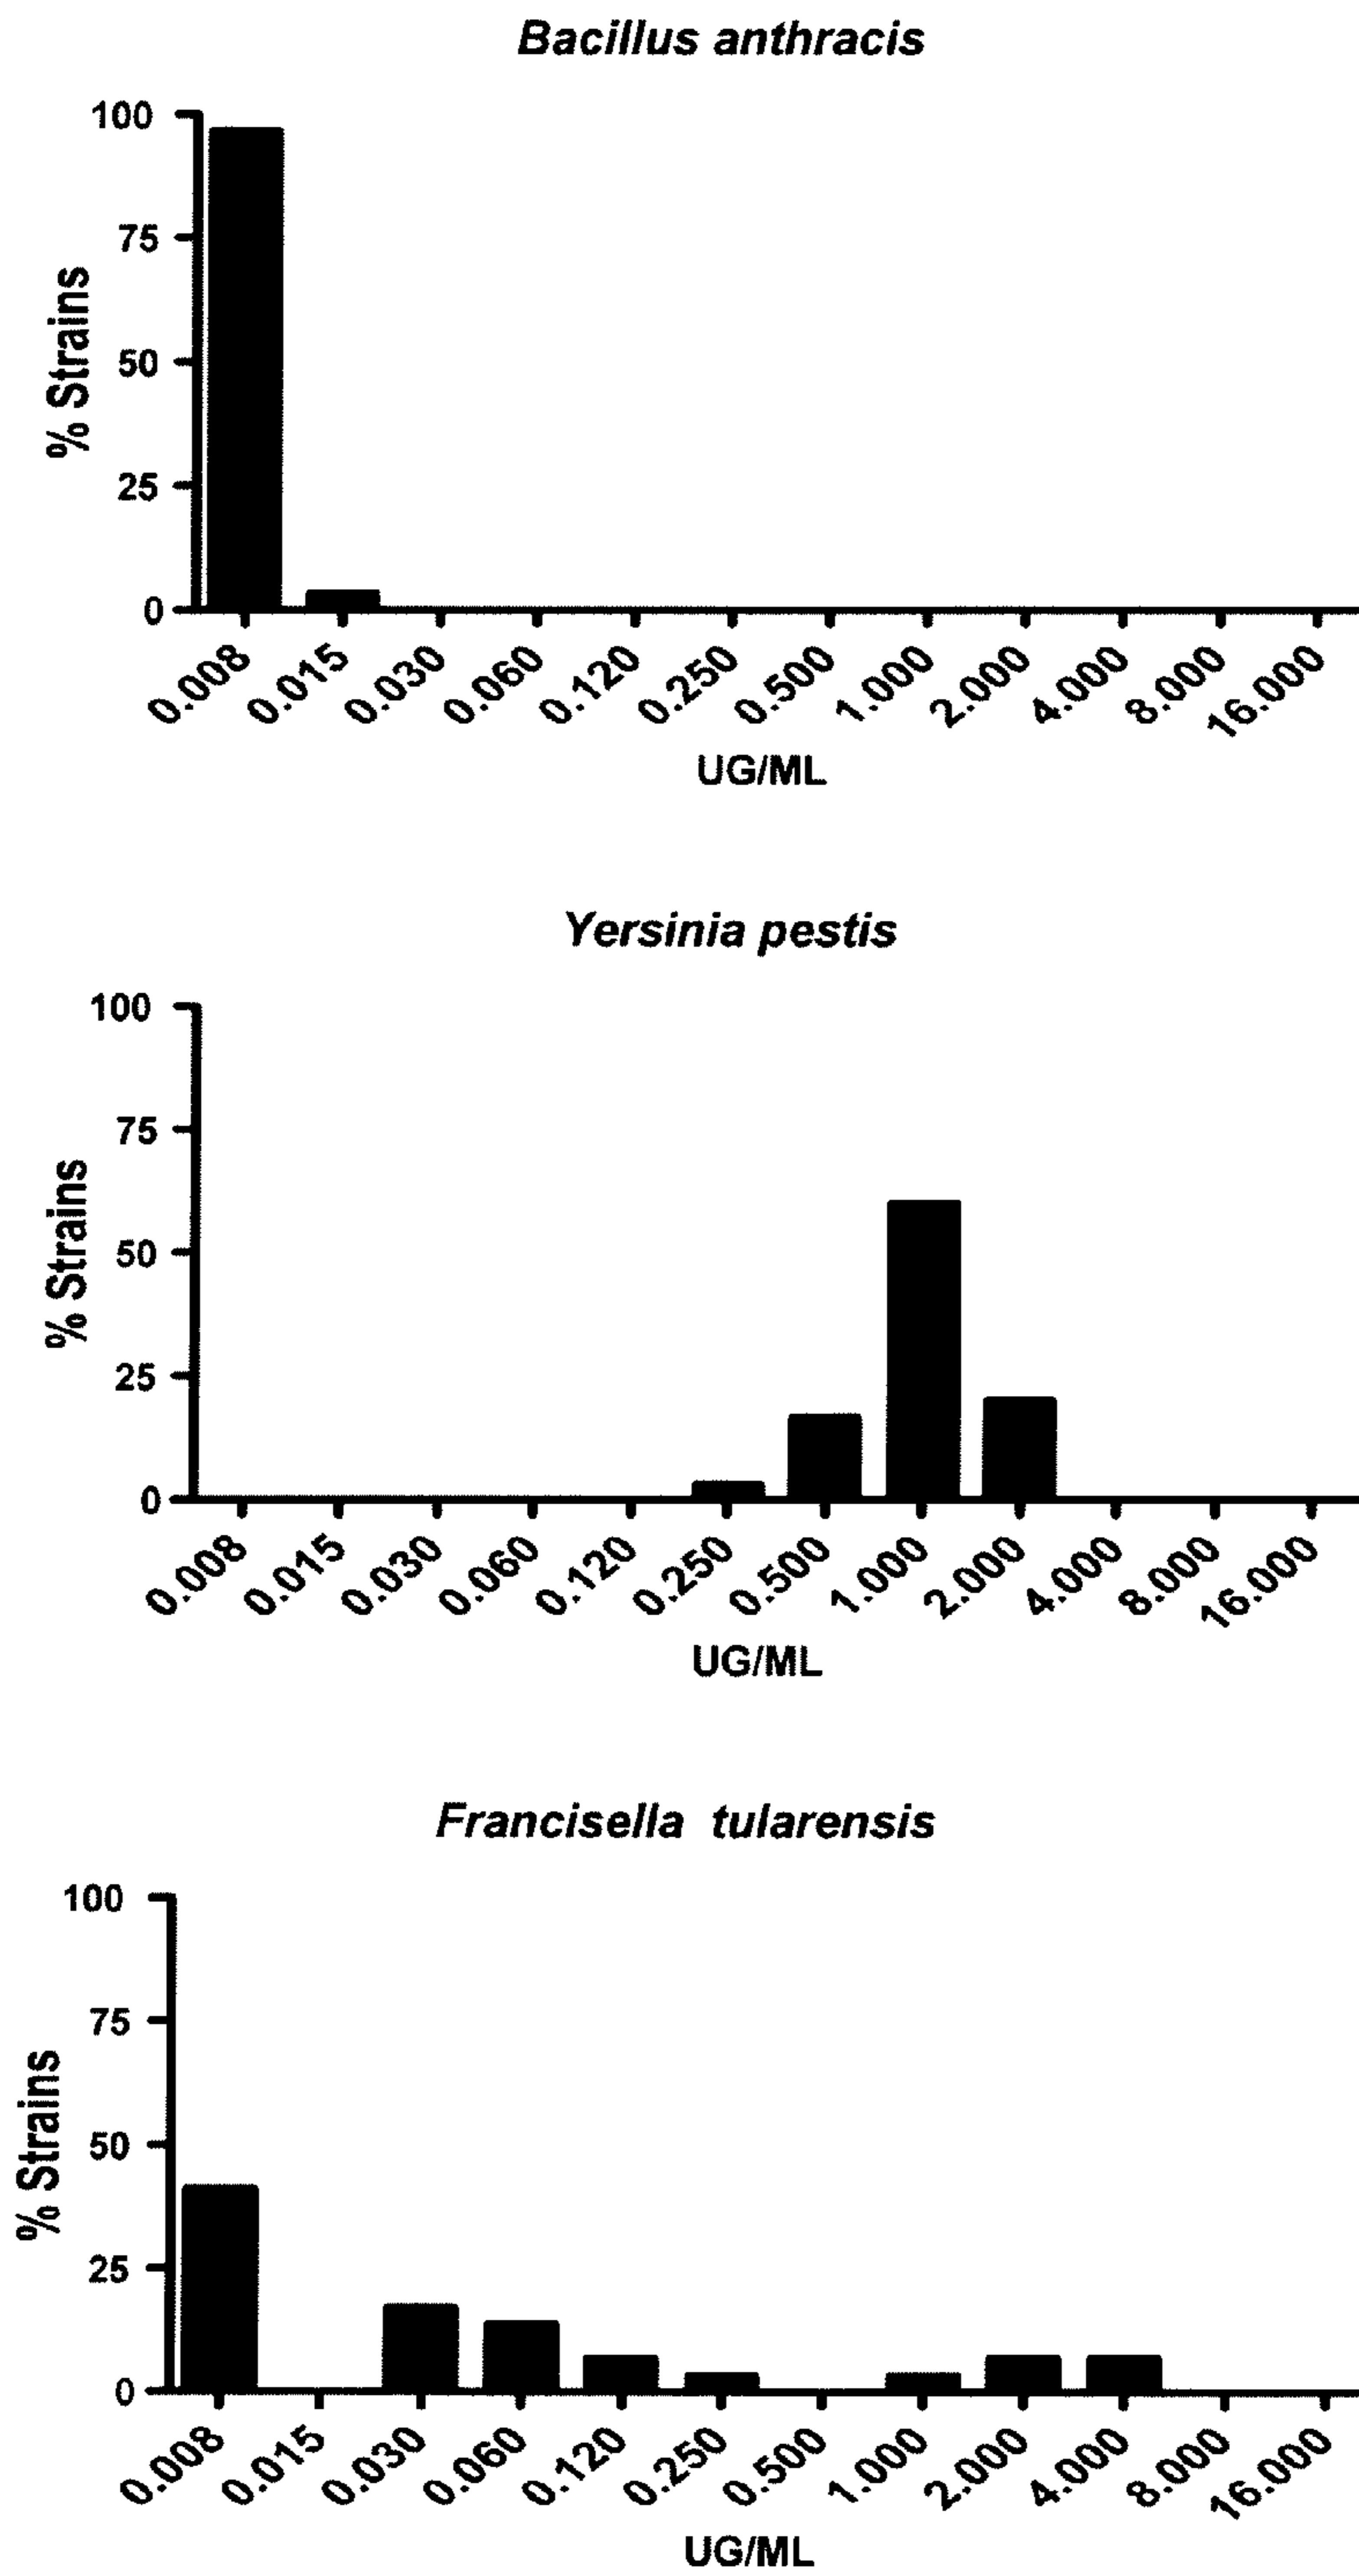 Bacillus anthracis
100
75
50
25
0
% Strains
0.008 0.015 0.030 0.060 0.120 0.250 0.500 1.000 2.000 4.000 8.000 16.000
UG/ML
Yersinia pestis
100
75
50
25
0
% Strains
0.008 0.015 0.030 0.060 0.120 0.250 0.500 1.000 2.000 4.000 8.000 16.000
UG/ML
Francisella tularensis
100
75
50
25
0
% Strains
0.008 0.015 0.030 0.060 0.120 0.250 0.500 1.000 2.000 4.000 8.000 16.000
UG/ML